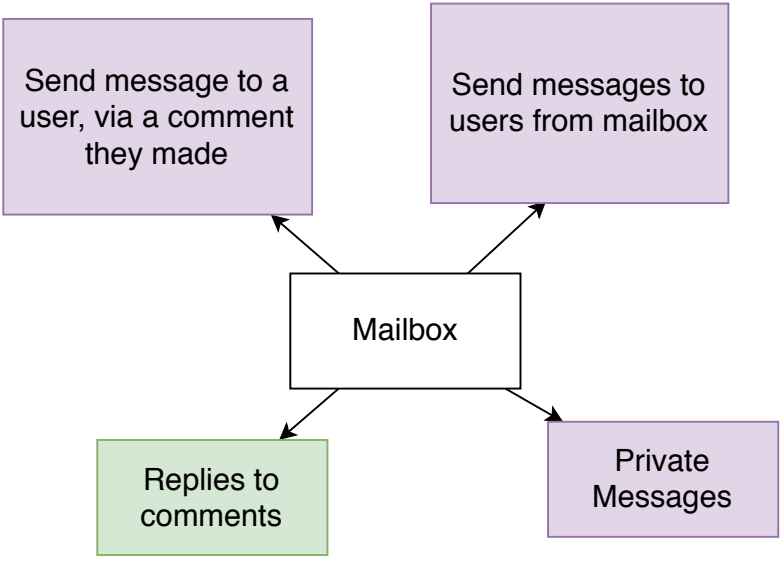 Send message to a
user, via a comment
they made
Send messages to
users from mailbox
Mailbox
Replies to
comments
Private
Messages